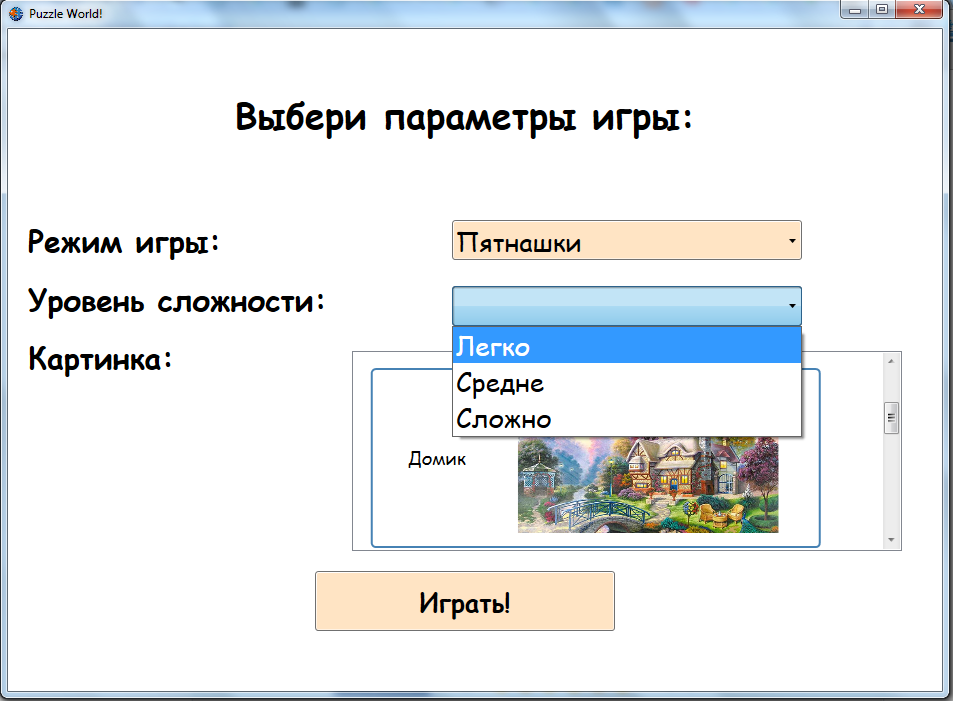 Puzzle World!
Выбери параметры игры:
Режим игры:
Пятнашки
Уровень сложности:
Легко
Средне
Сложно
Картинка:
Домик
Играть!